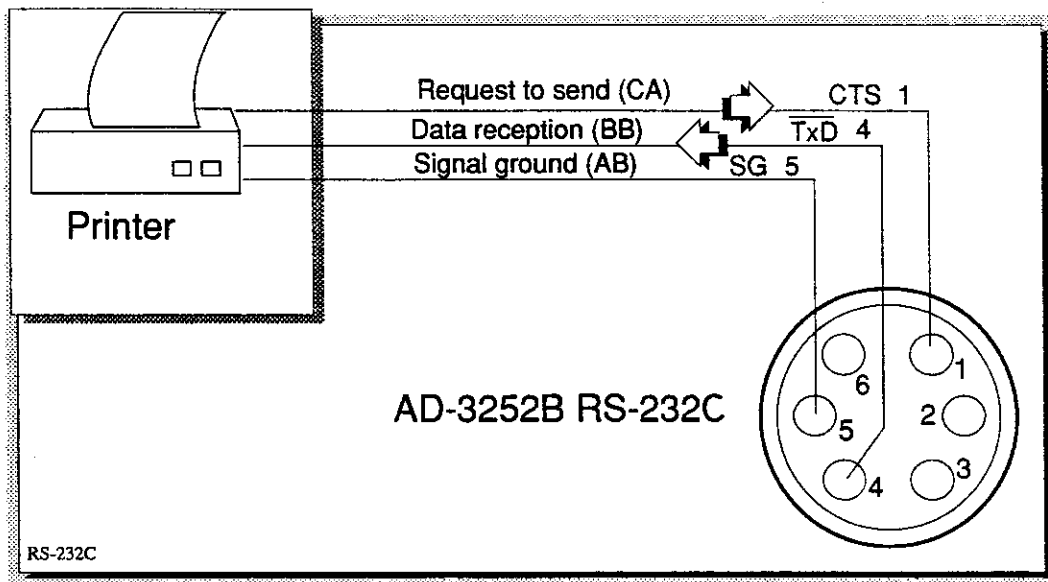 Request to send (CA)
CTS 1
Data reception (BB)
TxD 4
Signal ground (AB)
SG 5
Printer
1
6
AD-3252B RS-232C
5
2
4
3
RS-232C